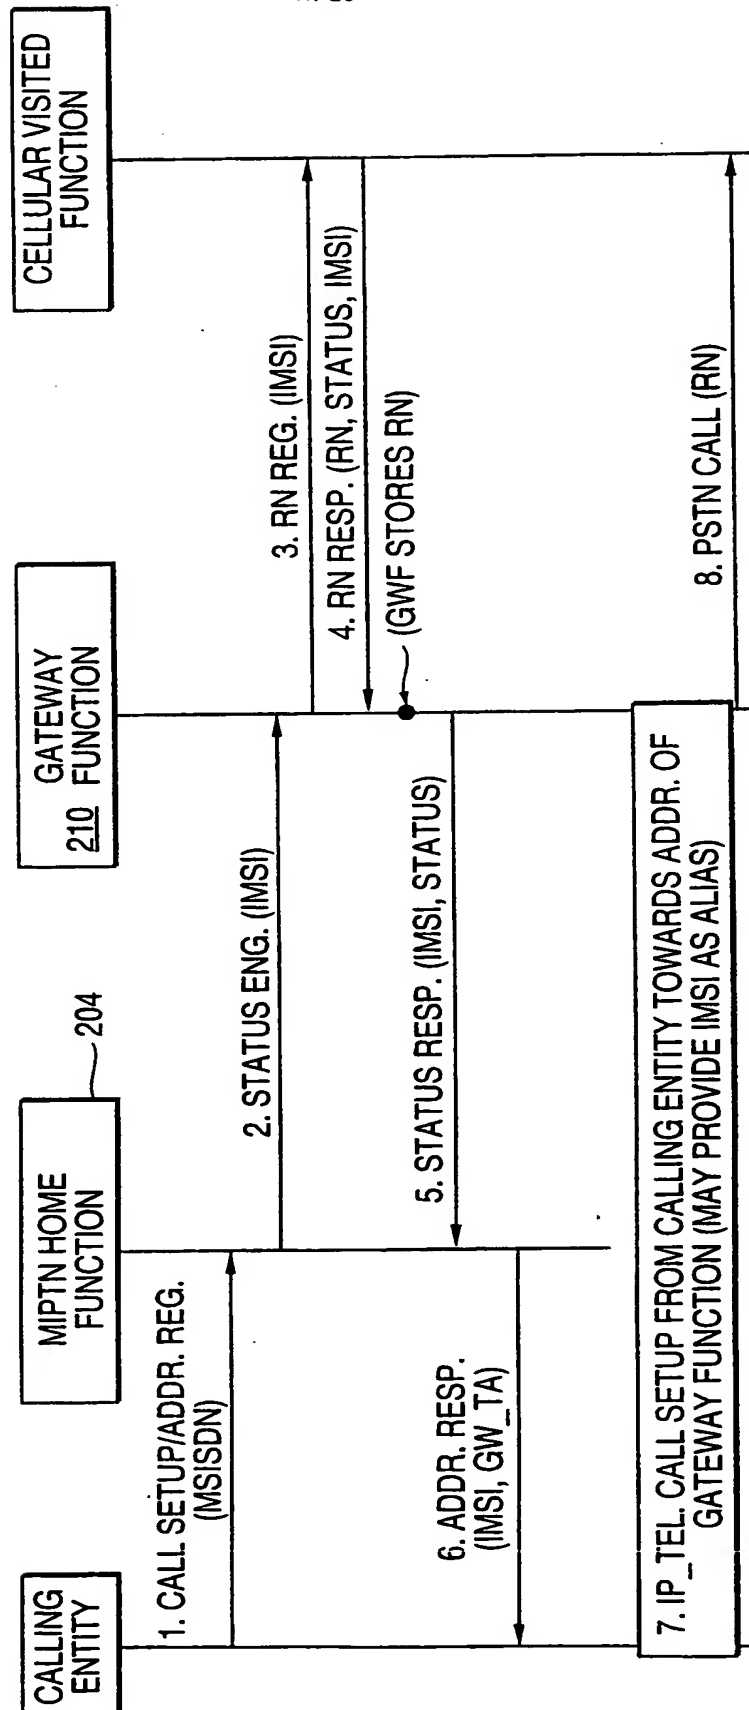 CALLING
ENTITY
MIPTN HOME
FUNCTION
204
GATEWAY
210 FUNCTION
CELLULAR VISITED
FUNCTION
1. CALL SETUP/ADDR. REG.
(MSISDN)
2. STATUS ENG. (IMSI)
3. RN REG. (IMSI)
4. RN RESP. (RN, STATUS, IMSI)
(GWF STORES RN)
5. STATUS RESP. (IMSI, STATUS)
6. ADDR. RESP.
(IMSI, GW_TA)
7. IP_TEL. CALL SETUP FROM CALLING ENTITY TOWARDS ADDR. OF
GATEWAY FUNCTION (MAY PROVIDE IMSI AS ALIAS)
8. PSTN CALL (RN)